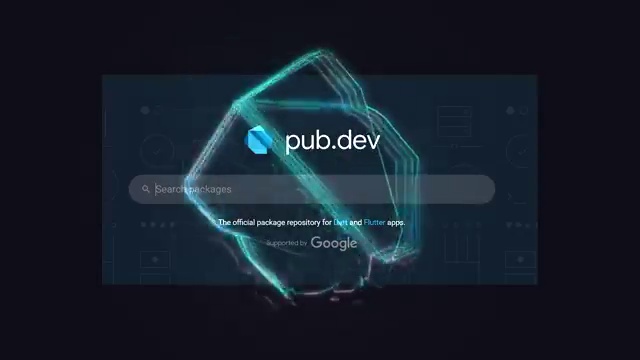 pub.dev
Search packages
The official package repository for Dart and Flutter apps.
Supported by Google